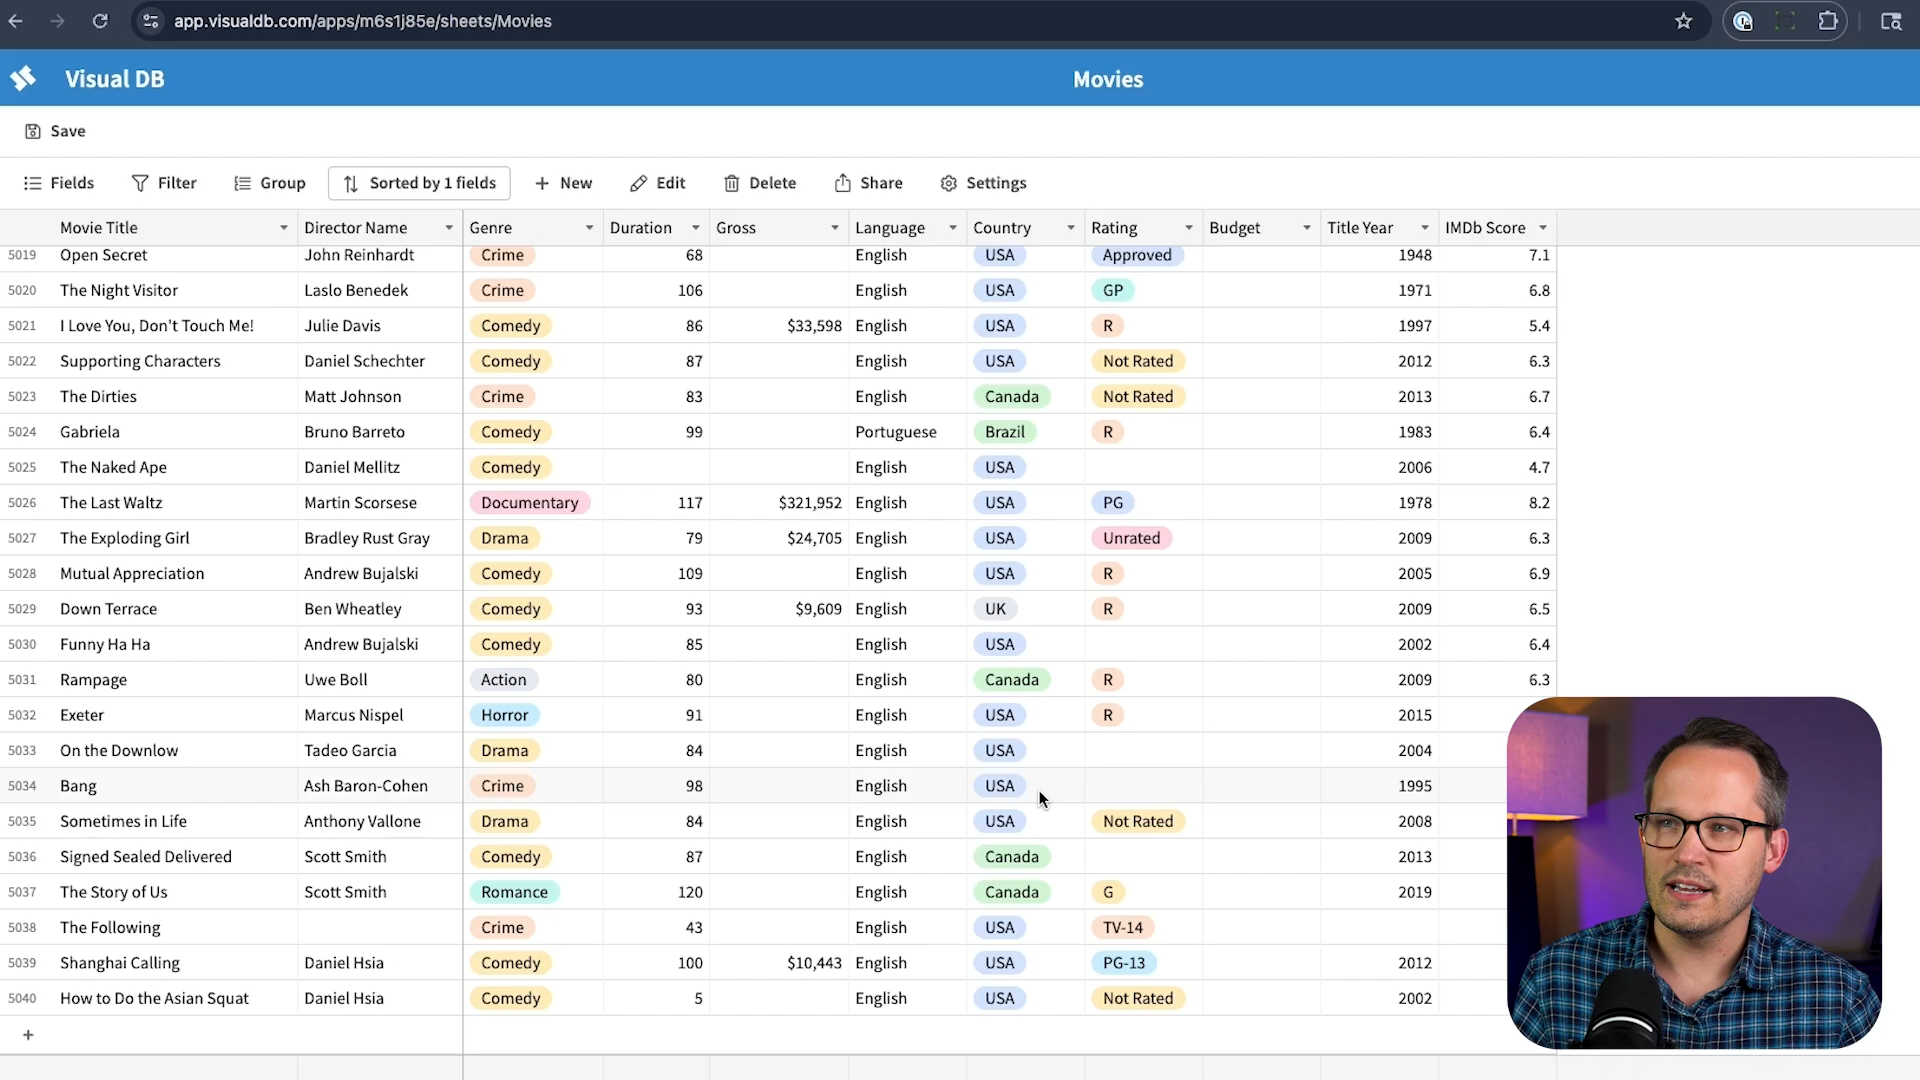 app.visualdb.com/apps/m6s1j85e/sheets/Movies
Visual DB Movies
Save
Fields Filter Group Sorted by 1 fields New Edit Delete Share Settings
Movie Title Director Name Genre Duration Gross Language Country Rating Budget Title Year IMDb Score
5019 Open Secret John Reinhardt Crime 68 English USA Approved 1948 7.1
5020 The Night Visitor Laslo Benedek Crime 106 English USA GP 1971 6.8
5021 I Love You, Don't Touch Me! Julie Davis Comedy 86 $33,598 English USA R 1997 5.4
5022 Supporting Characters Daniel Schechter Comedy 87 English USA Not Rated 2012 6.3
5023 The Dirties Matt Johnson Crime 83 English Canada Not Rated 2013 6.7
5024 Gabriela Bruno Barreto Comedy 99 Portuguese Brazil R 1983 6.4
5025 The Naked Ape Daniel Mellitz Comedy English USA 2006 4.7
5026 The Last Waltz Martin Scorsese Documentary 117 $321,952 English USA PG 1978 8.2
5027 The Exploding Girl Bradley Rust Gray Drama 79 $24,705 English USA Unrated 2009 6.3
5028 Mutual Appreciation Andrew Bujalski Comedy 109 English USA R 2005 6.9
5029 Down Terrace Ben Wheatley Comedy 93 $9,609 English UK R 2009 6.5
5030 Funny Ha Ha Andrew Bujalski Comedy 85 English USA 2002 6.4
5031 Rampage Uwe Boll Action 80 English Canada R 2009 6.3
5032 Exeter Marcus Nispel Horror 91 English USA R 2015
5033 On the Downlow Tadeo Garcia Drama 84 English USA 2004
5034 Bang Ash Baron-Cohen Crime 98 English USA 1995
5035 Sometimes in Life Anthony Vallone Drama 84 English USA Not Rated 2008
5036 Signed Sealed Delivered Scott Smith Comedy 87 English Canada 2013
5037 The Story of Us Scott Smith Romance 120 English Canada G 2019
5038 The Following Crime 43 English USA TV-14
5039 Shanghai Calling Daniel Hsia Comedy 100 $10,443 English USA PG-13 2012
5040 How to Do the Asian Squat Daniel Hsia Comedy 5 English USA Not Rated 2002